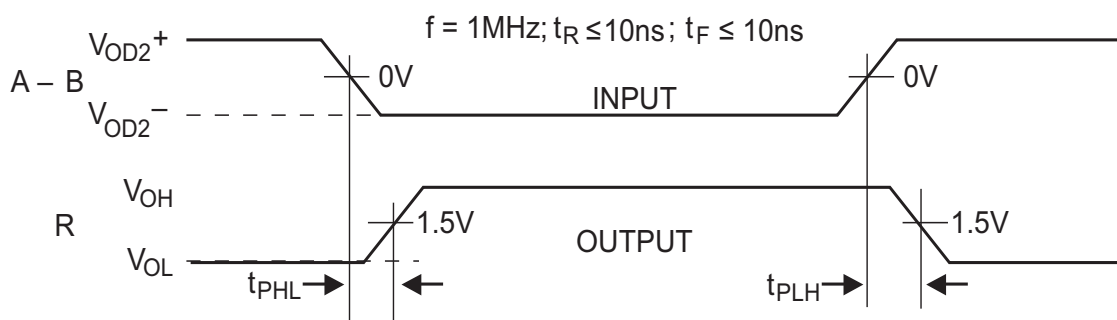 f = 1MHz; tR ≤10ns; tF ≤ 10ns
VOD2+
A – B
0V
0V
INPUT
VOD2–
VOH
R
1.5V
1.5V
OUTPUT
VOL
tPHL
tPLH